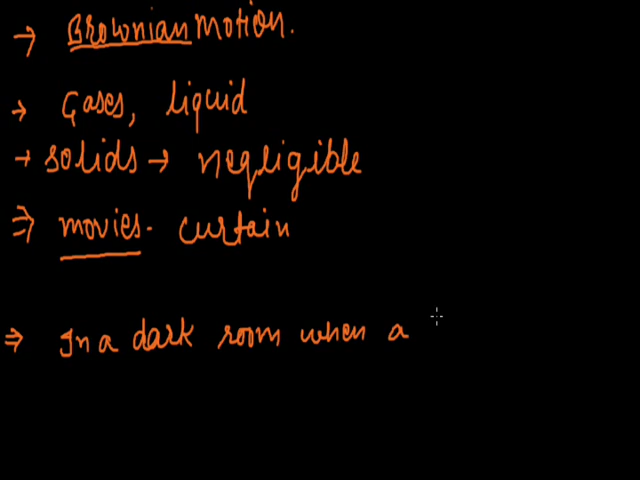 → Brownian motion.
→ Gases, liquid
→ solids → negligible
⇒ movies. curtain
⇒ In a dark room when a